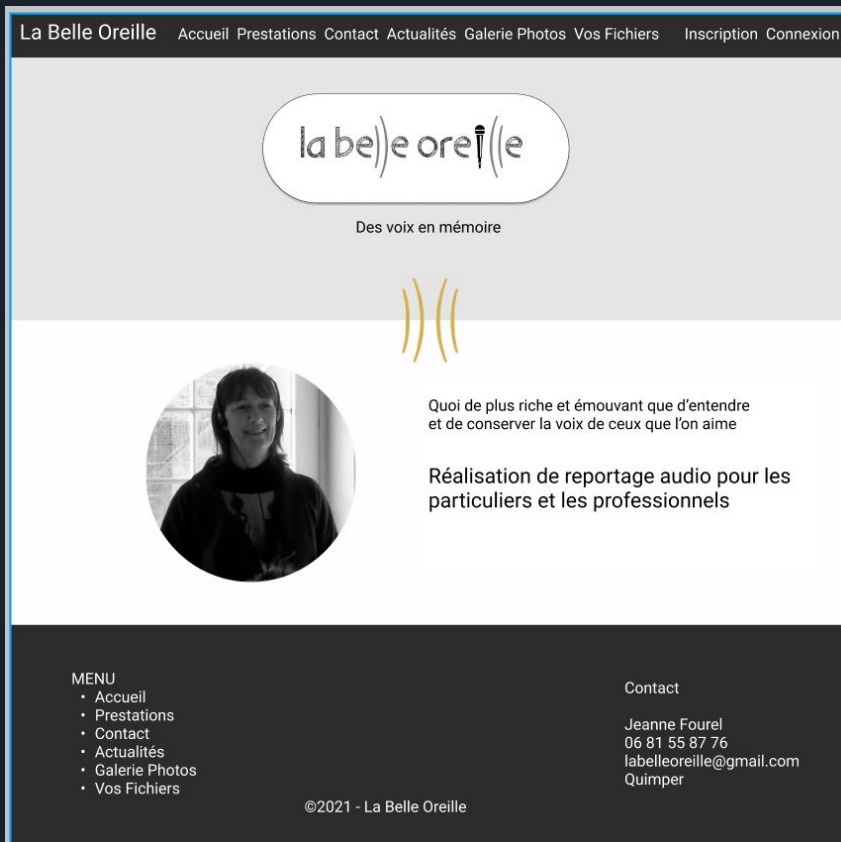 La Belle Oreille Accueil Prestations Contact Actualités Galerie Photos Vos Fichiers Inscription Connexion
la belle oreille
Des voix en mémoire
Quoi de plus riche et émouvant que d'entendre
et de conserver la voix de ceux que l'on aime
Réalisation de reportage audio pour les
particuliers et les professionnels
MENU
• Accueil
• Prestations
• Contact
• Actualités
• Galerie Photos
• Vos Fichiers
Contact
Jeanne Fourel
06 81 55 87 76
labelleoreille@gmail.com
Quimper
©2021 - La Belle Oreille